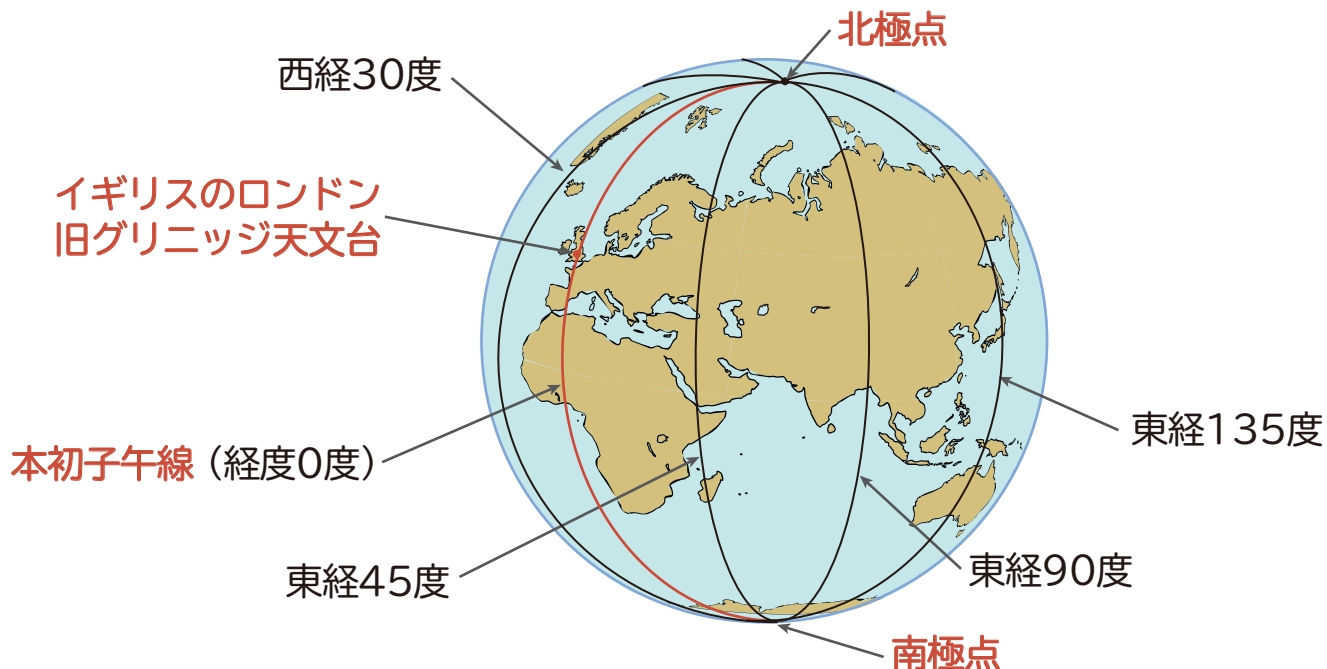 北極点
西経30度
イギリスのロンドン
旧グリニッジ天文台
本初子午線（経度0度）
東経135度
東経45度
東経90度
南極点